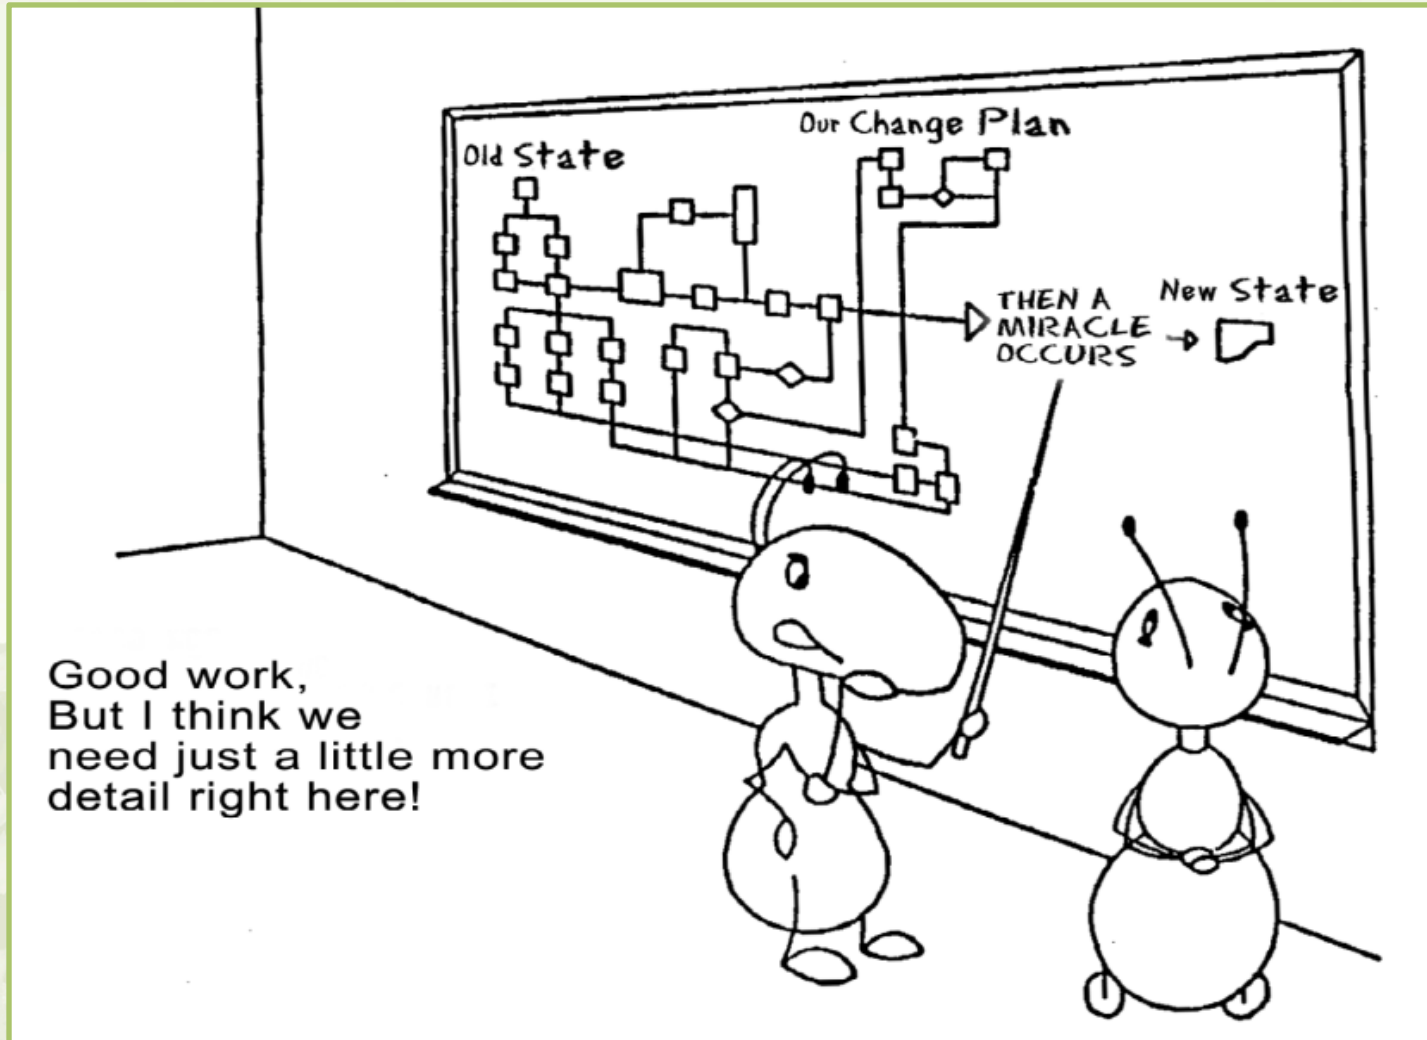 Our Change Plan
Old State
THEN A
MIRACLE
OCCURS
New State
Good work,
But I think we
need just a little more
detail right here!